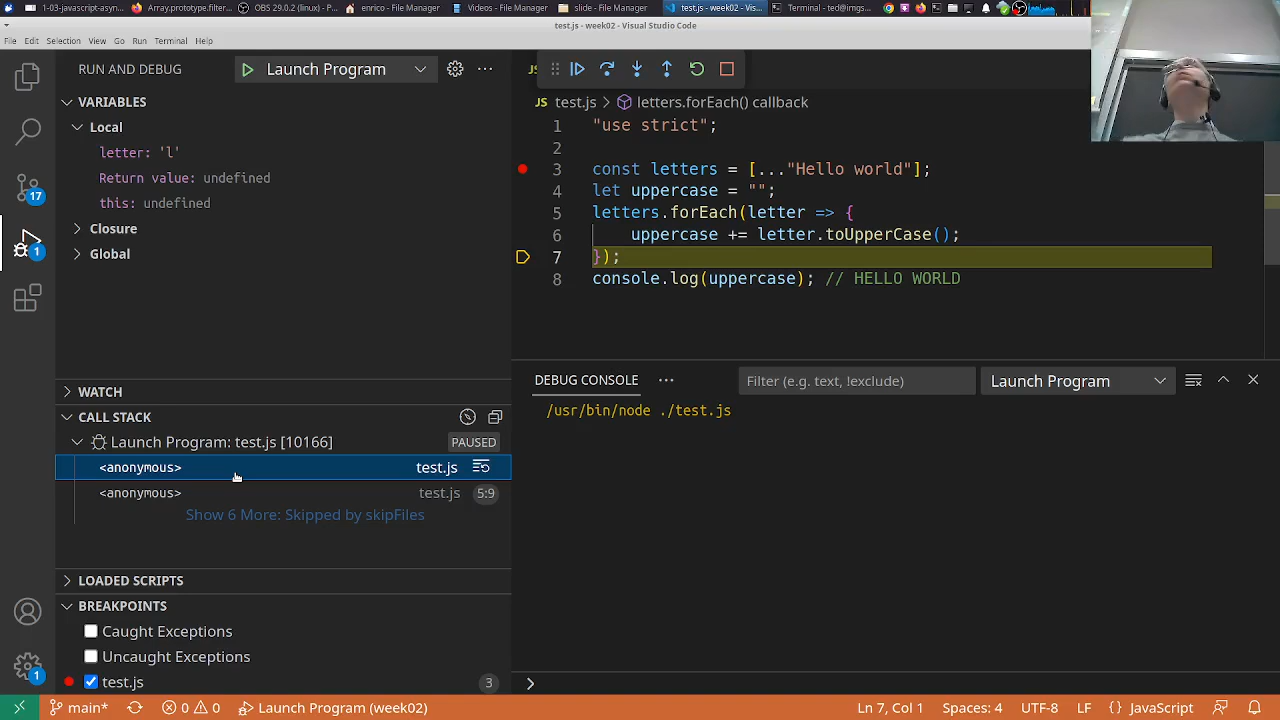 1-03-javascript-asyn...
Array.prototype.filter...
OBS 29.0.2 (linux) - P...
enrico - File Manager
Videos - File Manager
slide - File Manager
test.js - week02 - Vis...
Terminal - ted@imgs...
test.js - week02 - Visual Studio Code
File Edit Selection View Go Run Terminal Help
RUN AND DEBUG
Launch Program
VARIABLES
Local
letter: 'l'
Return value: undefined
this: undefined
Closure
Global
WATCH
CALL STACK
Launch Program: test.js [10166] PAUSED
<anonymous> test.js
<anonymous> test.js 5:9
Show 6 More: Skipped by skipFiles
LOADED SCRIPTS
BREAKPOINTS
Caught Exceptions
Uncaught Exceptions
test.js 3
17
1
1
JS
JS test.js > letters.forEach() callback
1 "use strict";
2
3 const letters = [..."Hello world"];
4 let uppercase = "";
5 letters.forEach(letter => {
6 uppercase += letter.toUpperCase();
7 });
8 console.log(uppercase); // HELLO WORLD
DEBUG CONSOLE
Filter (e.g. text, !exclude)
Launch Program
/usr/bin/node ./test.js
main* 0 0 Launch Program (week02) Ln 7, Col 1 Spaces: 4 UTF-8 LF {} JavaScript